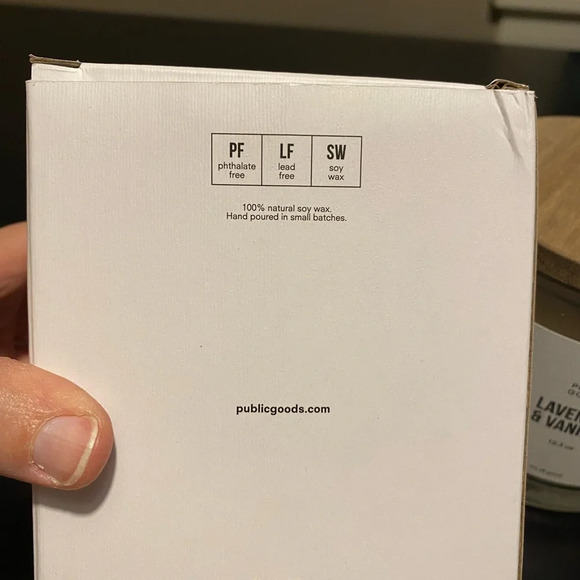 PF LF SW
phthalate free lead free soy wax
100% natural soy wax.
Hand poured in small batches.
publicgoods.com
& VAN